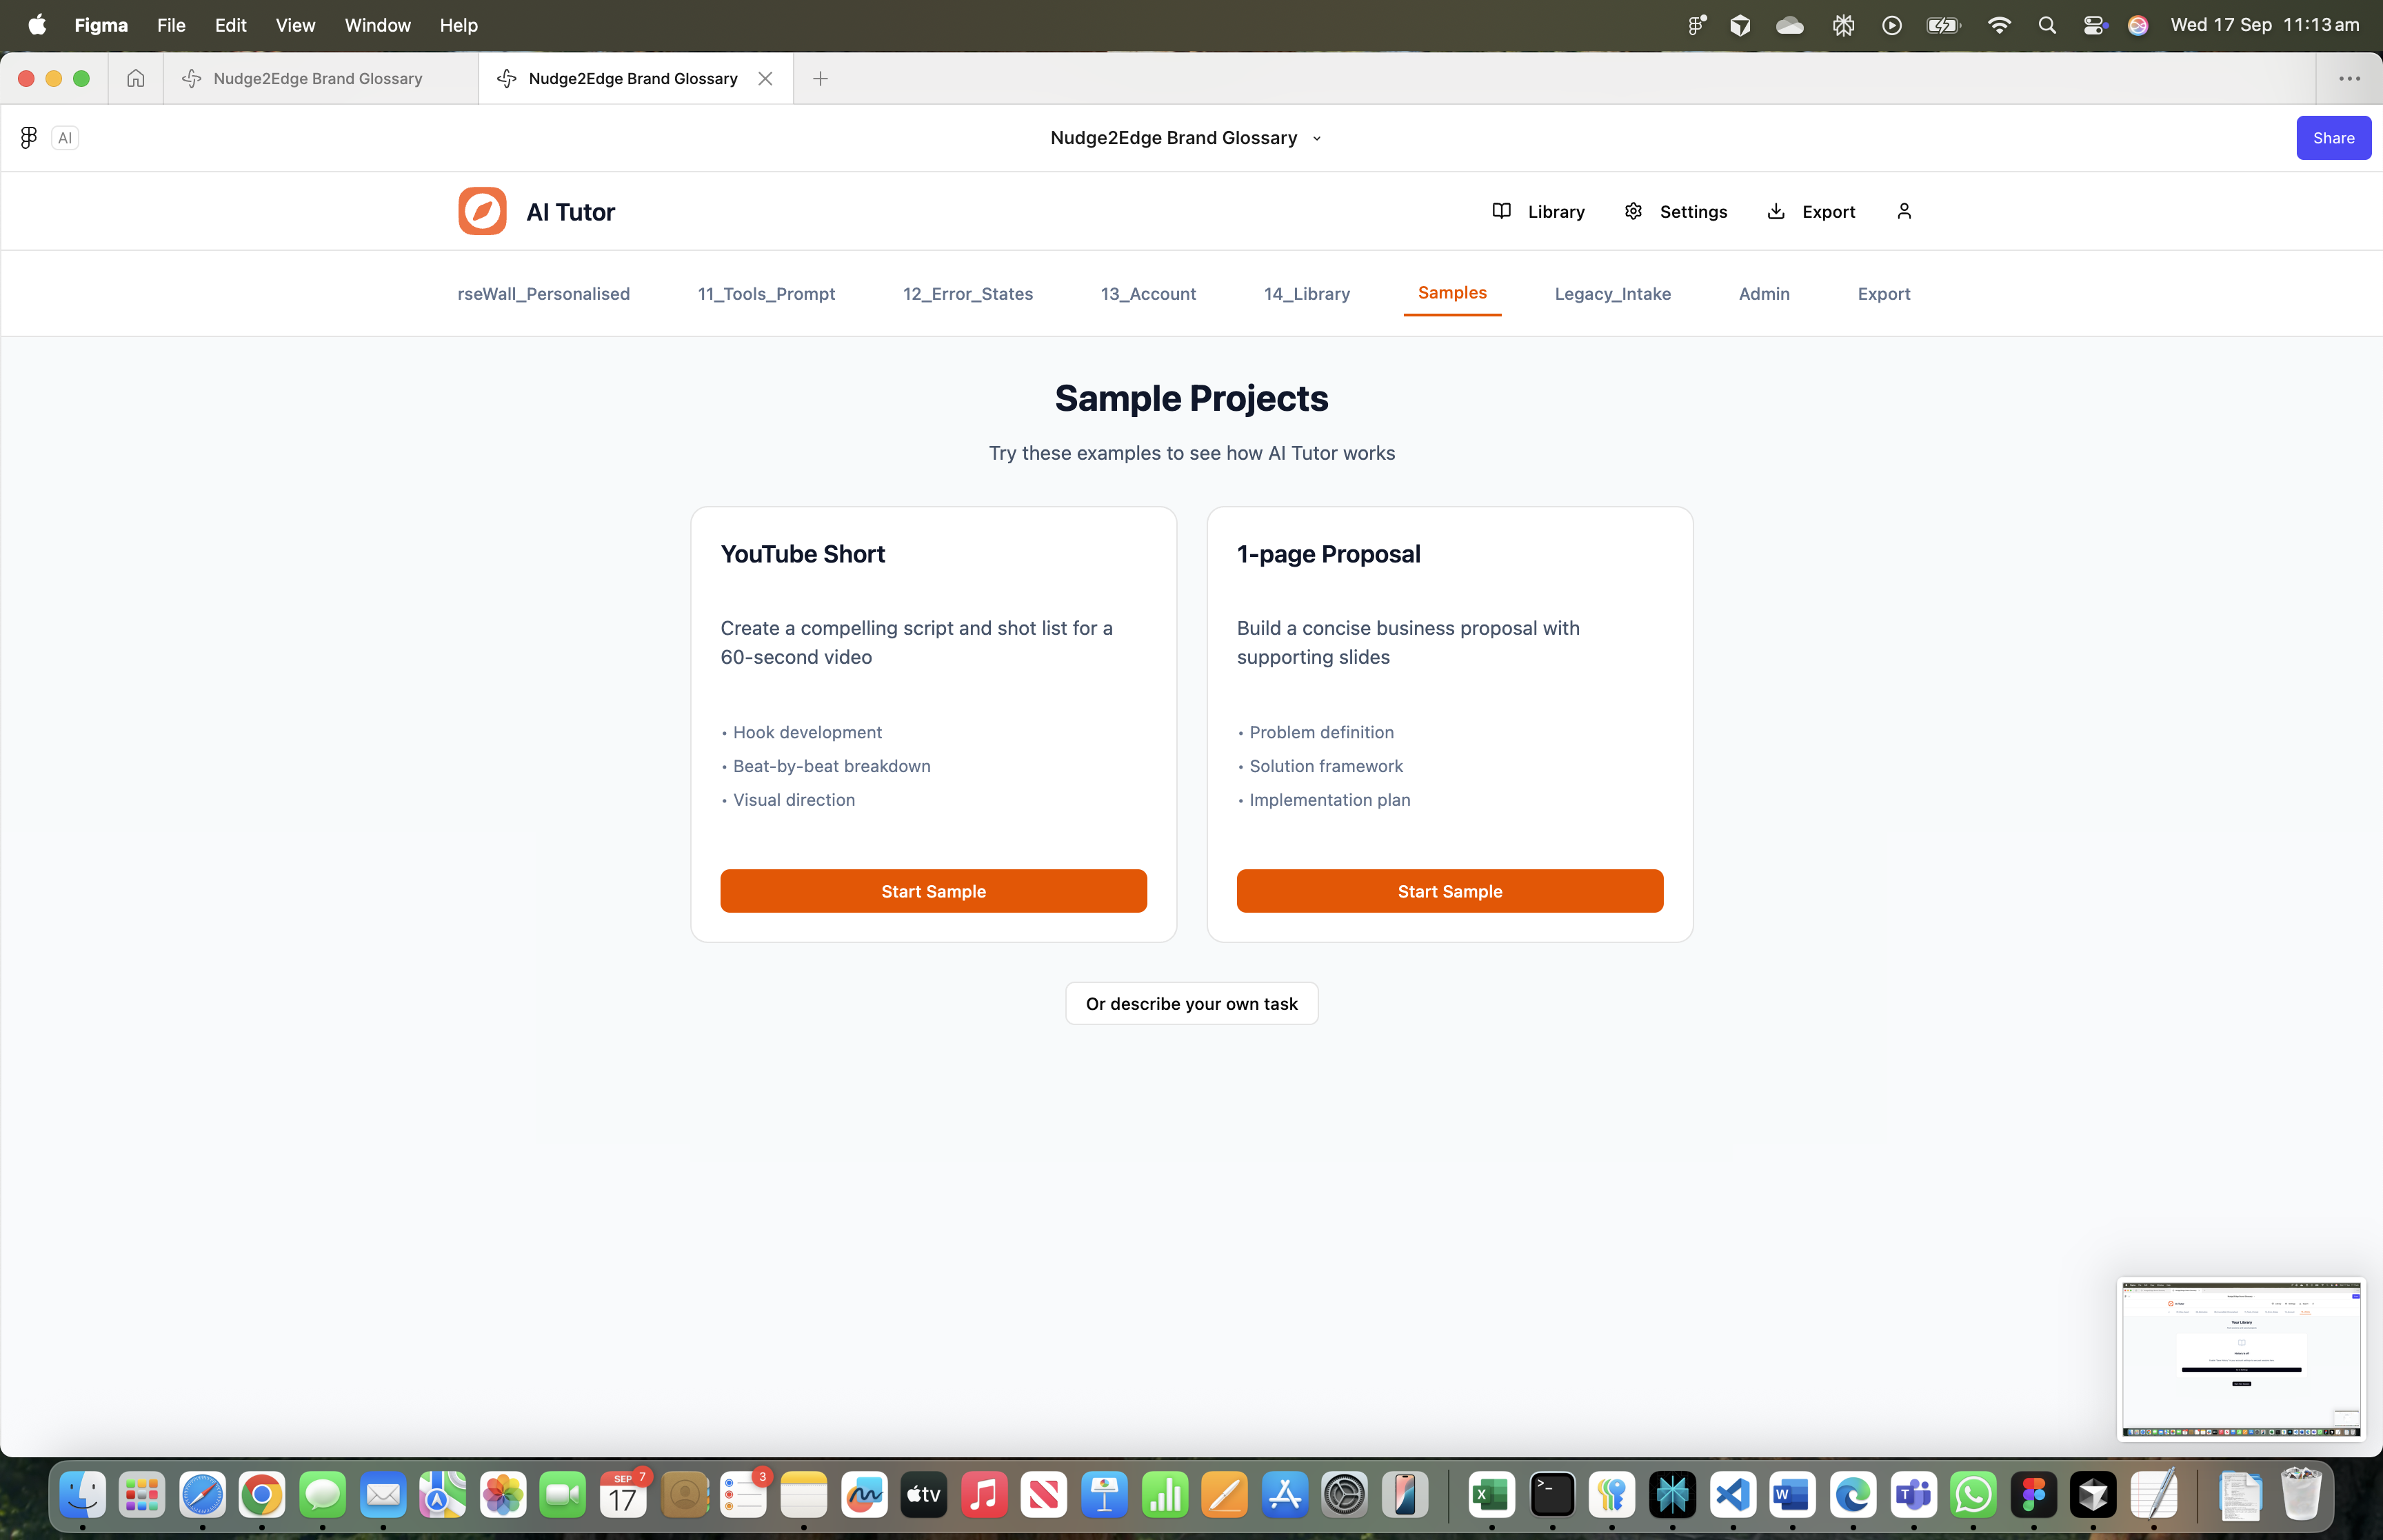 Figma File Edit View Window Help
Wed 17 Sep 11:13 am
Nudge2Edge Brand Glossary
Nudge2Edge Brand Glossary
AI
Nudge2Edge Brand Glossary
Share
AI Tutor
Library
Settings
Export
rseWall_Personalised
11_Tools_Prompt
12_Error_States
13_Account
14_Library
Samples
Legacy_Intake
Admin
Export
Sample Projects
Try these examples to see how AI Tutor works
YouTube Short
Create a compelling script and shot list for a
60-second video
• Hook development
• Beat-by-beat breakdown
• Visual direction
Start Sample
1-page Proposal
Build a concise business proposal with
supporting slides
• Problem definition
• Solution framework
• Implementation plan
Start Sample
Or describe your own task
Your Library
SEP
7
17
3
tv